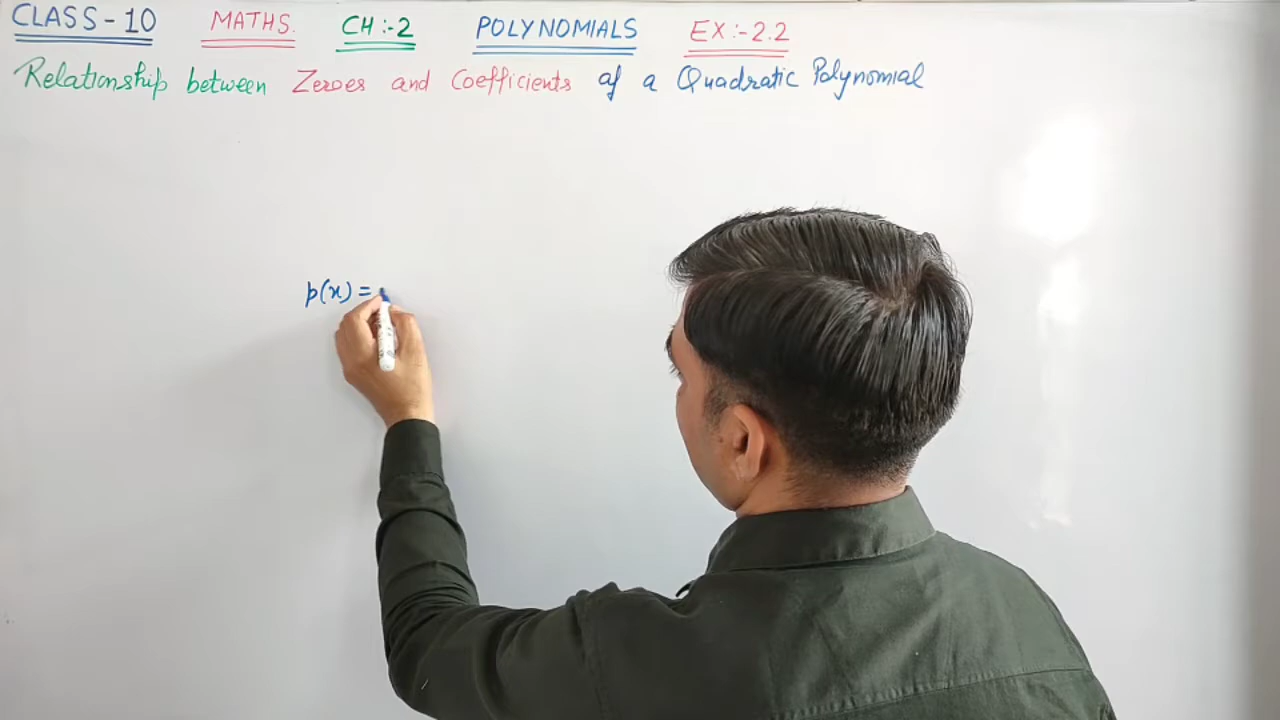 CLASS-10 MATHS. CH:-2 POLYNOMIALS EX:-2.2
Relationship between Zeroes and Coefficients of a Quadratic Polynomial
p(x) =